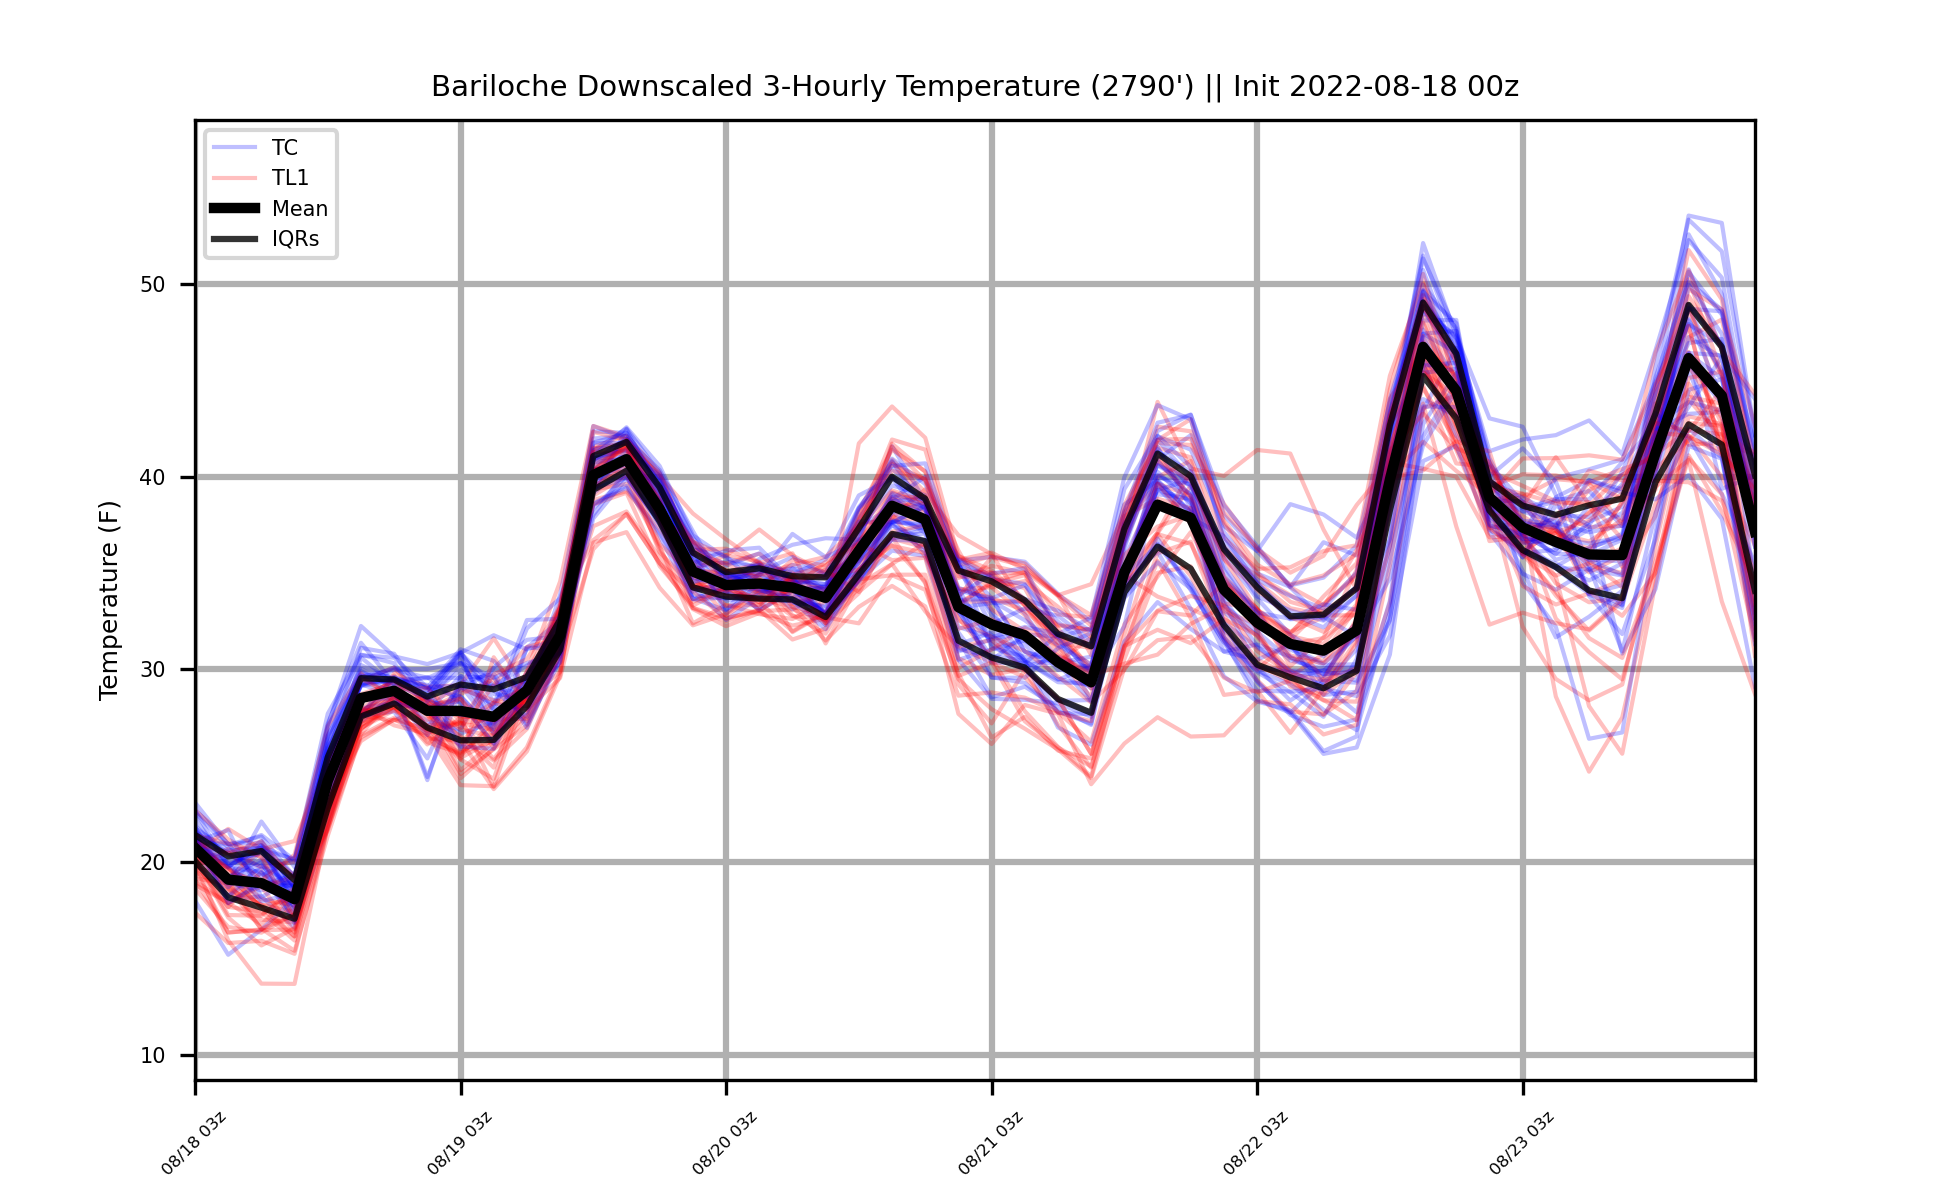 Bariloche Downscaled 3-Hourly Temperature (2790') || Init 2022-08-18 00z
TC
TL1
Mean
IQRs
Temperature (F)
50
40
30
20
10
08/18 03z
08/19 03z
08/20 03z
08/21 03z
08/22 03z
08/23 03z